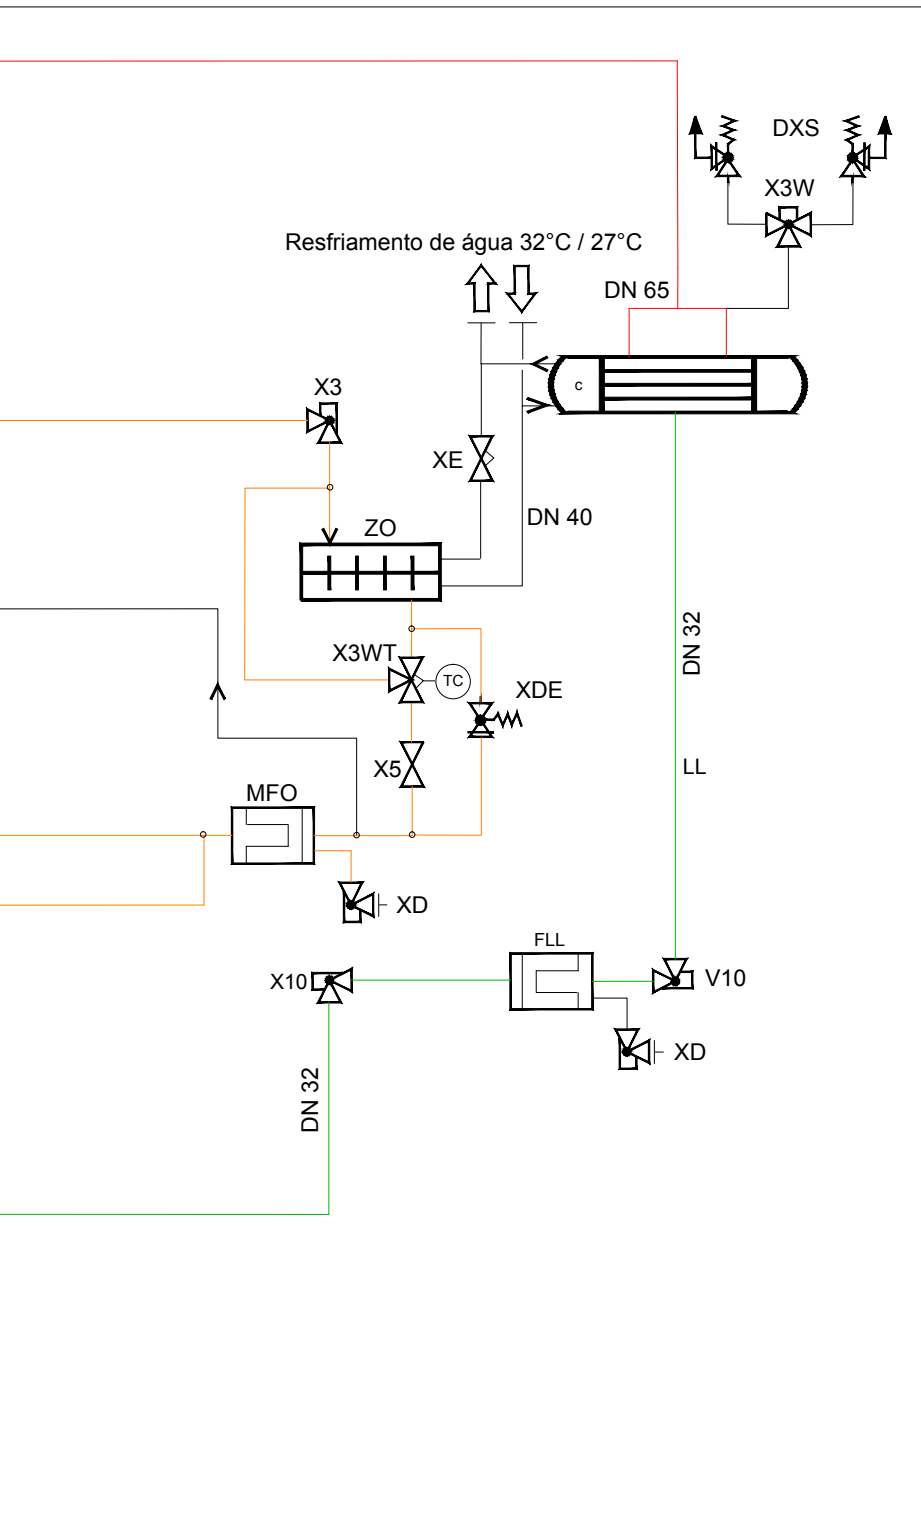 DXS
X3W
Resfriamento de água 32°C / 27°C
DN 65
X3
c
XE
DN 40
ZO
DN 32
X3WT
TC
XDE
X5
LL
MFO
XD
FLL
X10
V10
XD
DN 32